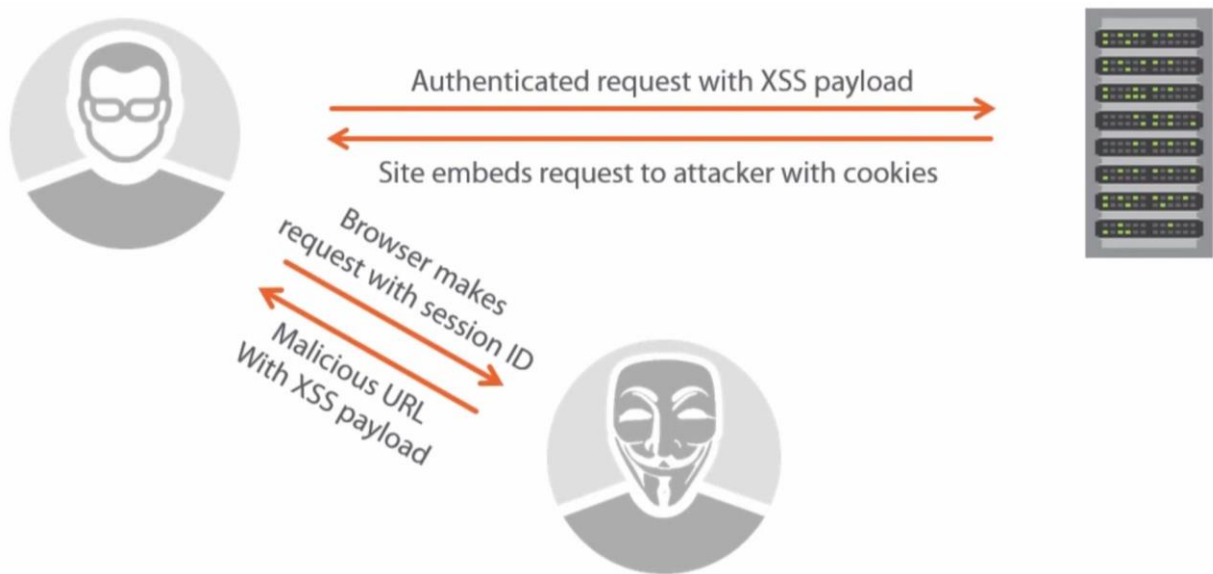 Authenticated request with XSS payload
Site embeds request to attacker with cookies
Browser makes
request with session ID
Malicious URL
With XSS payload